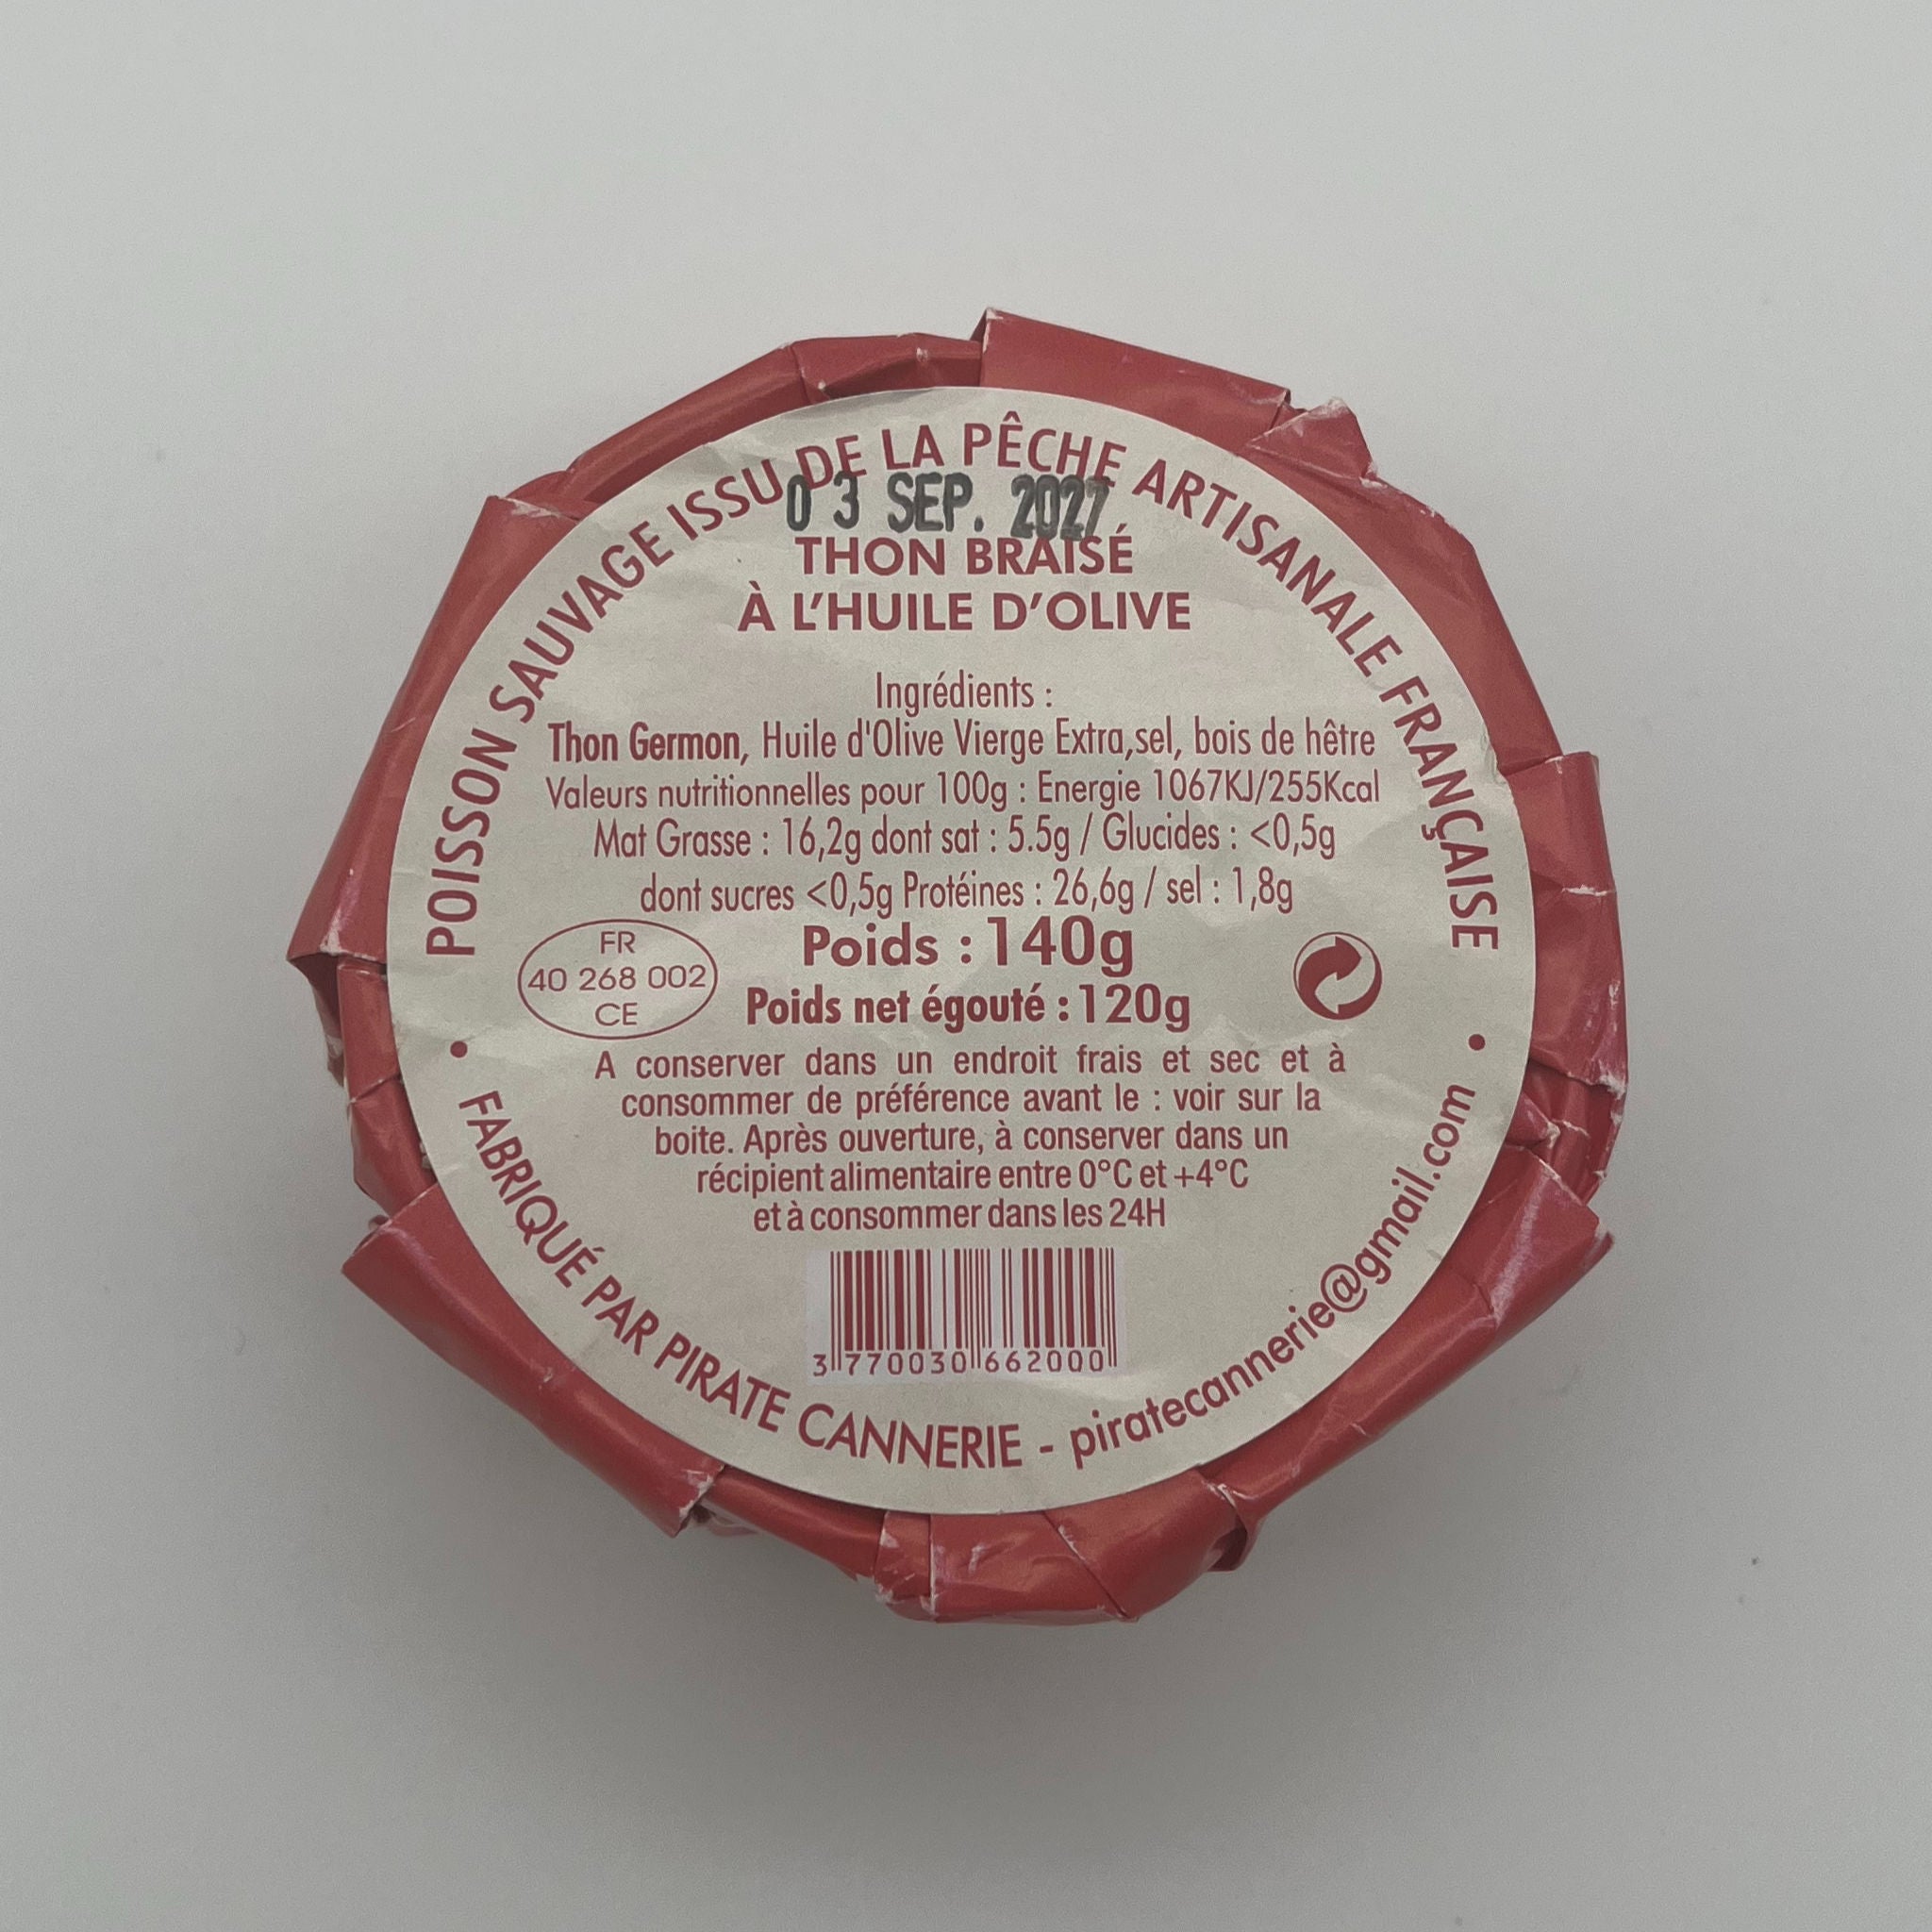 POISSON SAUVAGE ISSU DE LA PÊCHE ARTISANALE FRANÇAISE
03 SEP. 2027
THON BRAISÉ
À L'HUILE D'OLIVE
Ingrédients :
Thon Germon, Huile d'Olive Vierge Extra,sel, bois de hêtre
Valeurs nutritionnelles pour 100g : Energie 1067KJ/255Kcal
Mat Grasse : 16,2g dont sat : 5.5g / Glucides : <0,5g
dont sucres <0,5g Protéines : 26,6g / sel : 1,8g
FR
40 268 002
CE
Poids : 140g
Poids net égouté : 120g
A conserver dans un endroit frais et sec et à
consommer de préférence avant le : voir sur la
boite. Après ouverture, à conserver dans un
récipient alimentaire entre 0°C et +4°C
et à consommer dans les 24H
3 770030 662000
• FABRIQUÉ PAR PIRATE CANNERIE - piratecannerie@gmail.com •